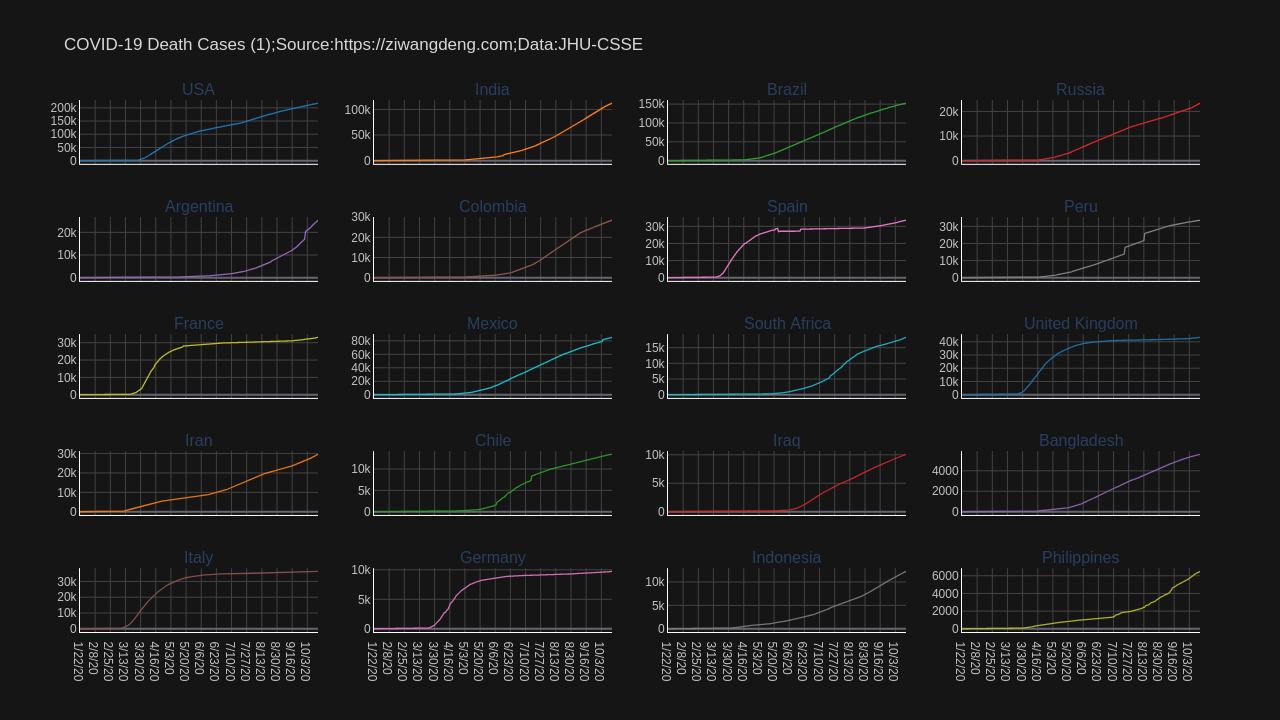 COVID-19 Death Cases (1);Source:https://ziwangdeng.com;Data:JHU-CSSE
USA
India
Brazil
Russia
200k
150k
100k
50k
0
100k
50k
0
150k
100k
50k
0
20k
10k
0
Argentina
Colombia
Spain
Peru
20k
10k
0
30k
20k
10k
0
30k
20k
10k
0
30k
20k
10k
0
France
Mexico
South Africa
United Kingdom
30k
20k
10k
0
80k
60k
40k
20k
0
15k
10k
5k
0
40k
30k
20k
10k
0
Iran
Chile
Iraq
Bangladesh
30k
20k
10k
0
10k
5k
0
10k
5k
0
4000
2000
0
Italy
Germany
Indonesia
Philippines
30k
20k
10k
0
10k
5k
0
10k
5k
0
6000
4000
2000
0
1/22/20 2/8/20 2/25/20 3/13/20 3/30/20 4/16/20 5/3/20 5/20/20 6/6/20 6/23/20 7/10/20 7/27/20 8/13/20 8/30/20 9/16/20 10/3/20
1/22/20 2/8/20 2/25/20 3/13/20 3/30/20 4/16/20 5/3/20 5/20/20 6/6/20 6/23/20 7/10/20 7/27/20 8/13/20 8/30/20 9/16/20 10/3/20
1/22/20 2/8/20 2/25/20 3/13/20 3/30/20 4/16/20 5/3/20 5/20/20 6/6/20 6/23/20 7/10/20 7/27/20 8/13/20 8/30/20 9/16/20 10/3/20
1/22/20 2/8/20 2/25/20 3/13/20 3/30/20 4/16/20 5/3/20 5/20/20 6/6/20 6/23/20 7/10/20 7/27/20 8/13/20 8/30/20 9/16/20 10/3/20